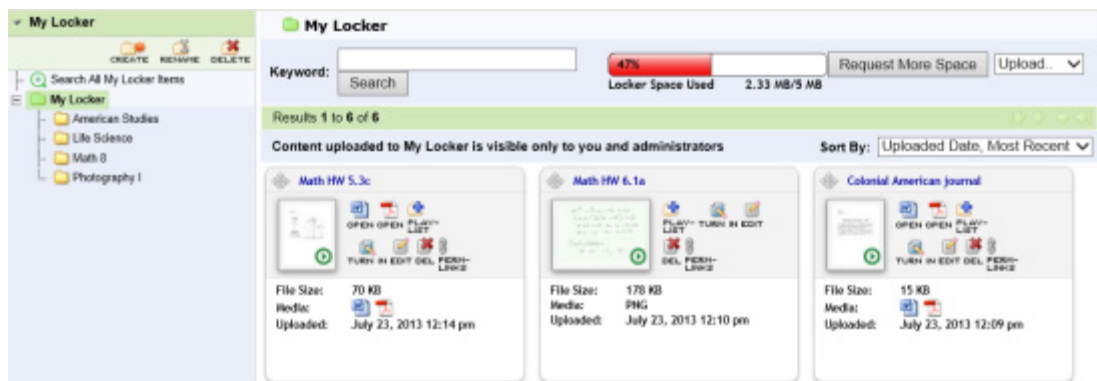 My Locker
CREATE RENAME DELETE
Search All My Locker Items
My Locker
American Studies
Life Science
Math 8
Photography I
My Locker
Keyword:
Search
47%
Locker Space Used 2.33 MB/5 MB
Request More Space
Upload..
Results 1 to 6 of 6
Content uploaded to My Locker is visible only to you and administrators
Sort By: Uploaded Date, Most Recent
Math HW 5.3c
OPEN OPEN PLAY-LIST
TURN IN EDIT DEL PERM-LINKS
File Size: 70 KB
Media:
Uploaded: July 23, 2013 12:14 pm
Math HW 6.1a
PLAY-LIST TURN IN EDIT
DEL PERM-LINKS
File Size: 178 KB
Media: PNG
Uploaded: July 23, 2013 12:10 pm
Colonial American journal
OPEN OPEN PLAY-LIST
TURN IN EDIT DEL PERM-LINKS
File Size: 15 KB
Media:
Uploaded: July 23, 2013 12:09 pm